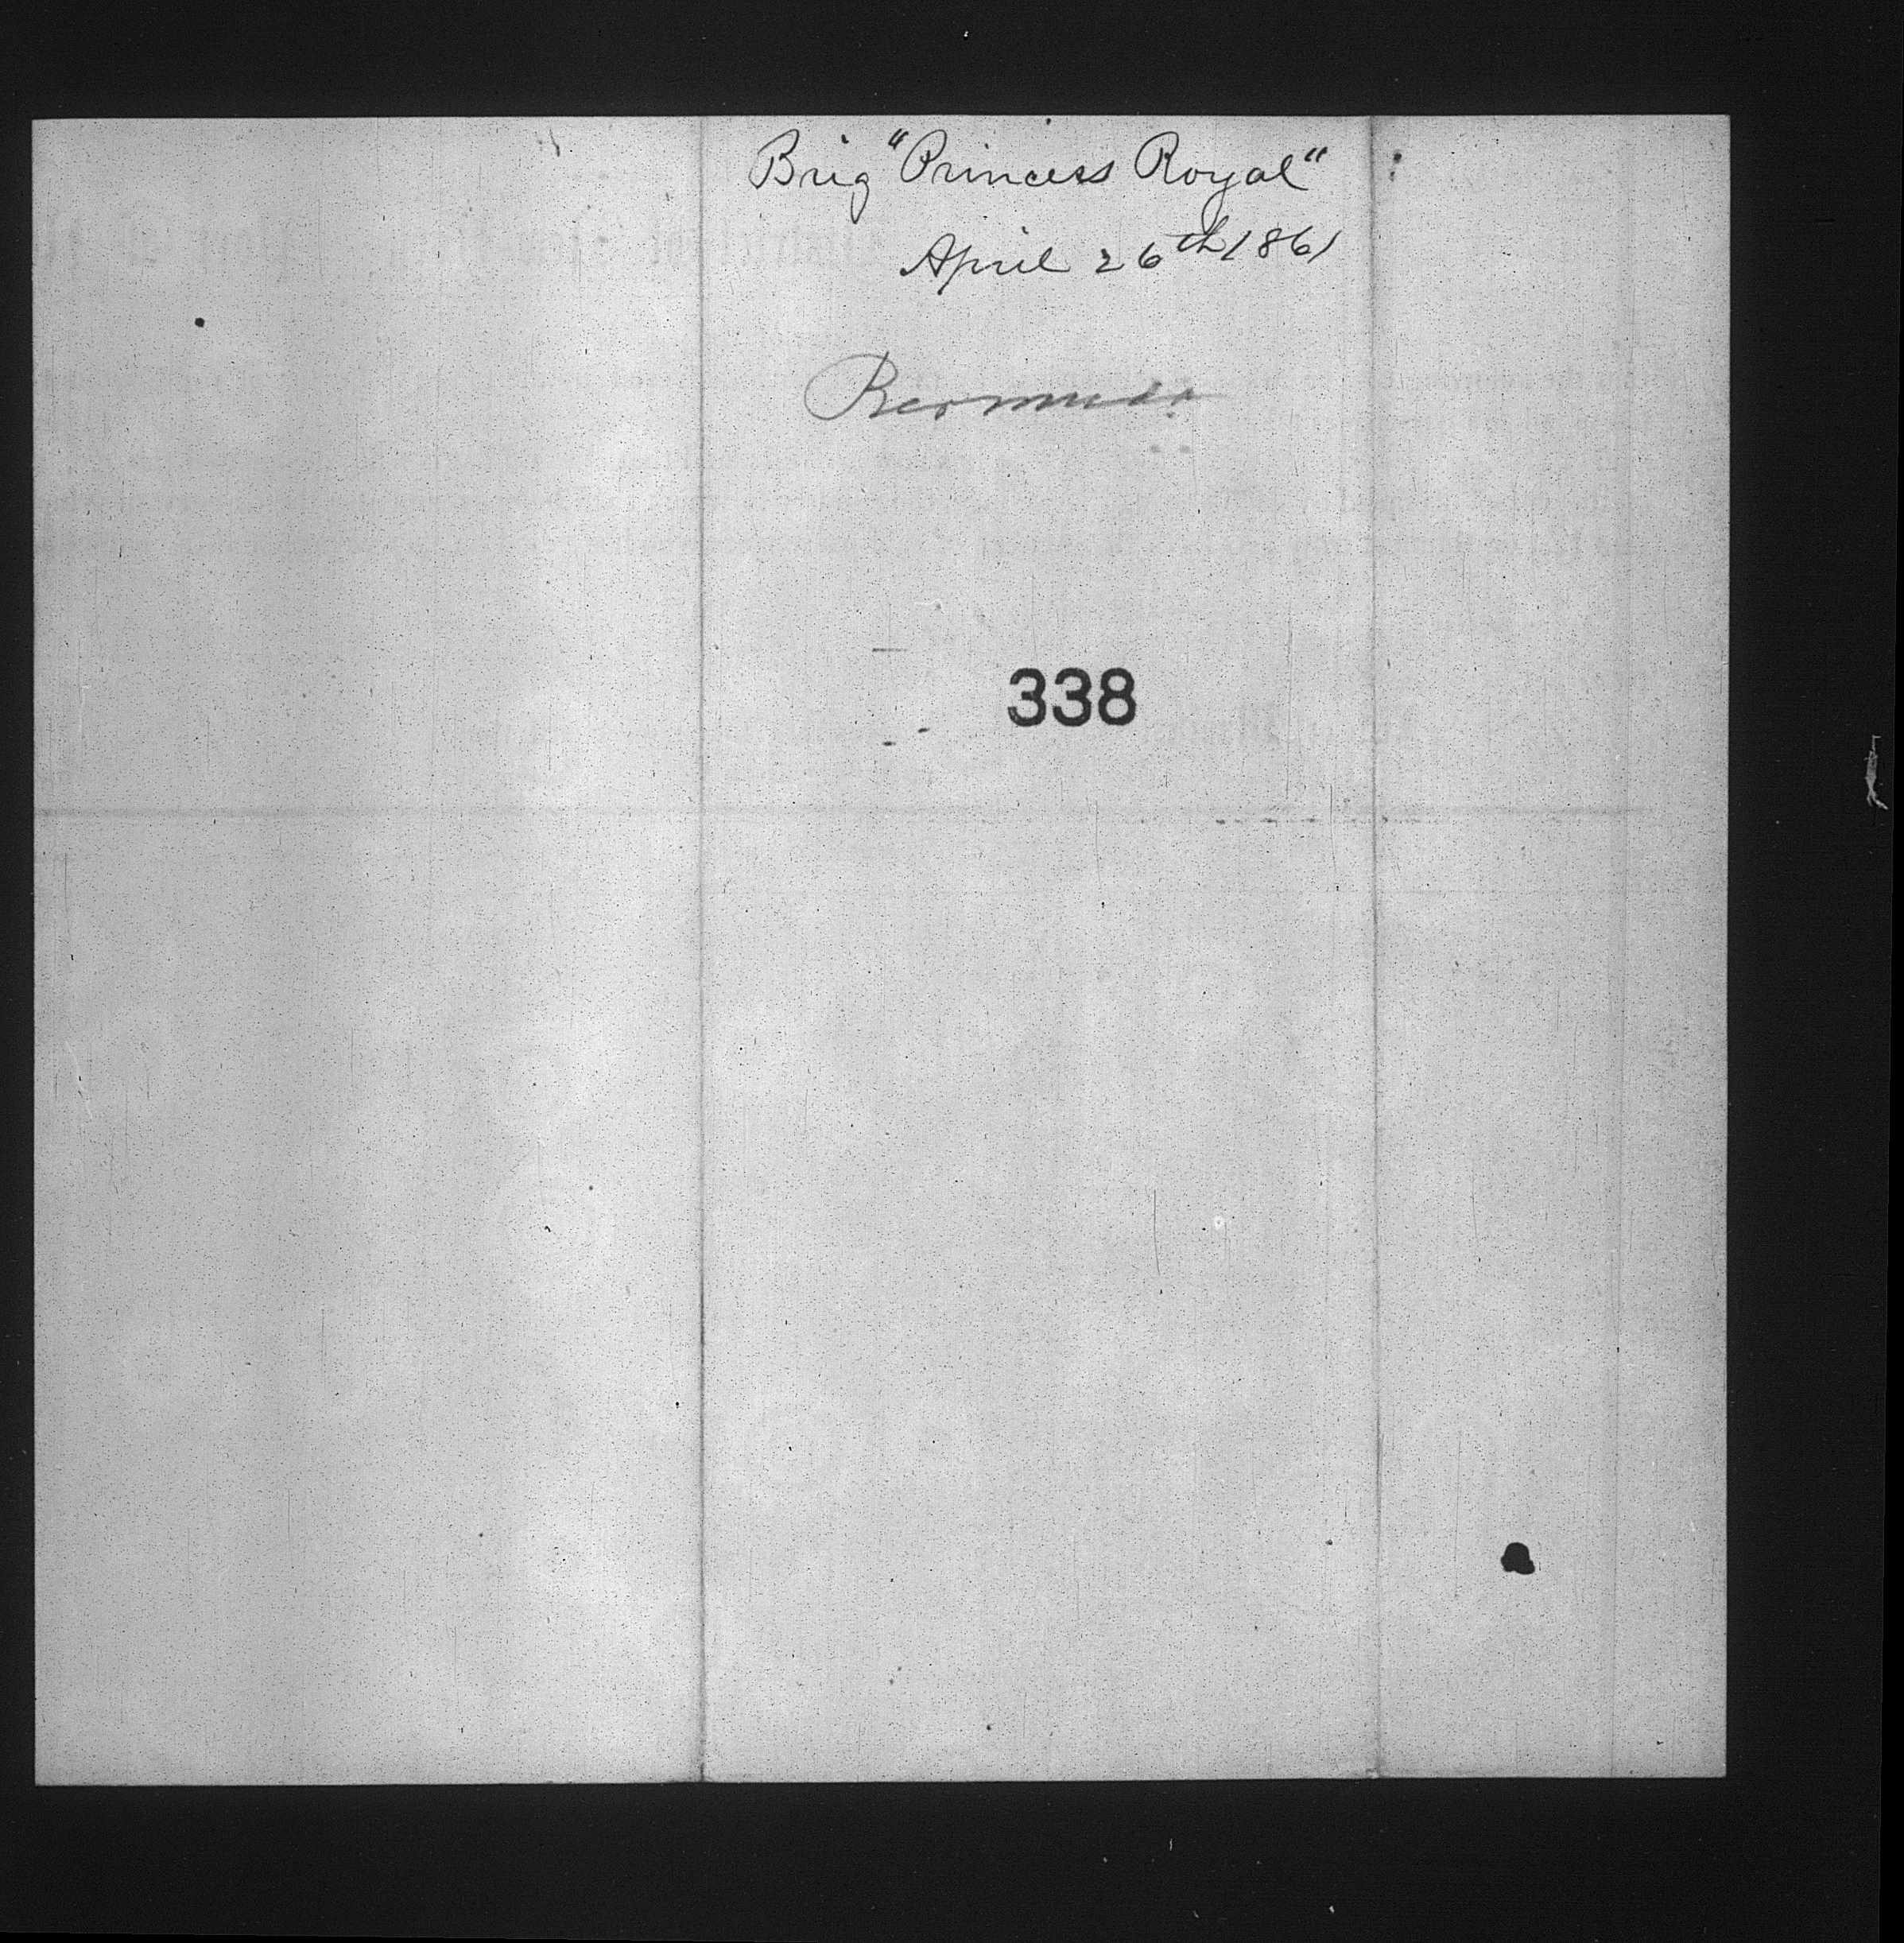 Brig "Princess Royal"
April 26th 1861
Bermuda
338